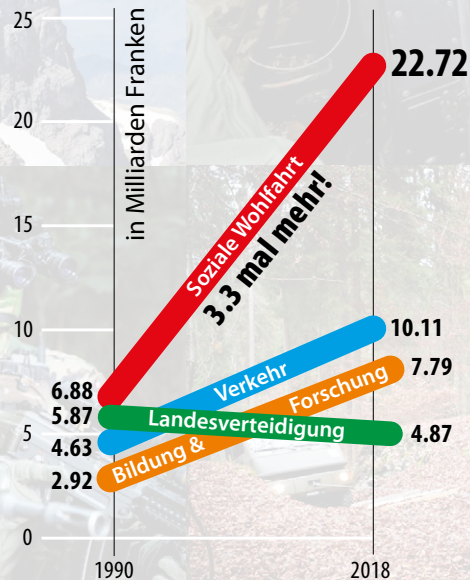 25
20
15
10
5
0
in Milliarden Franken
22.72
Soziale Wohlfahrt
3.3 mal mehr!
10.11
7.79
6.88
5.87
4.63
2.92
Verkehr
Bildung & Forschung
Landesverteidigung
4.87
1990
2018